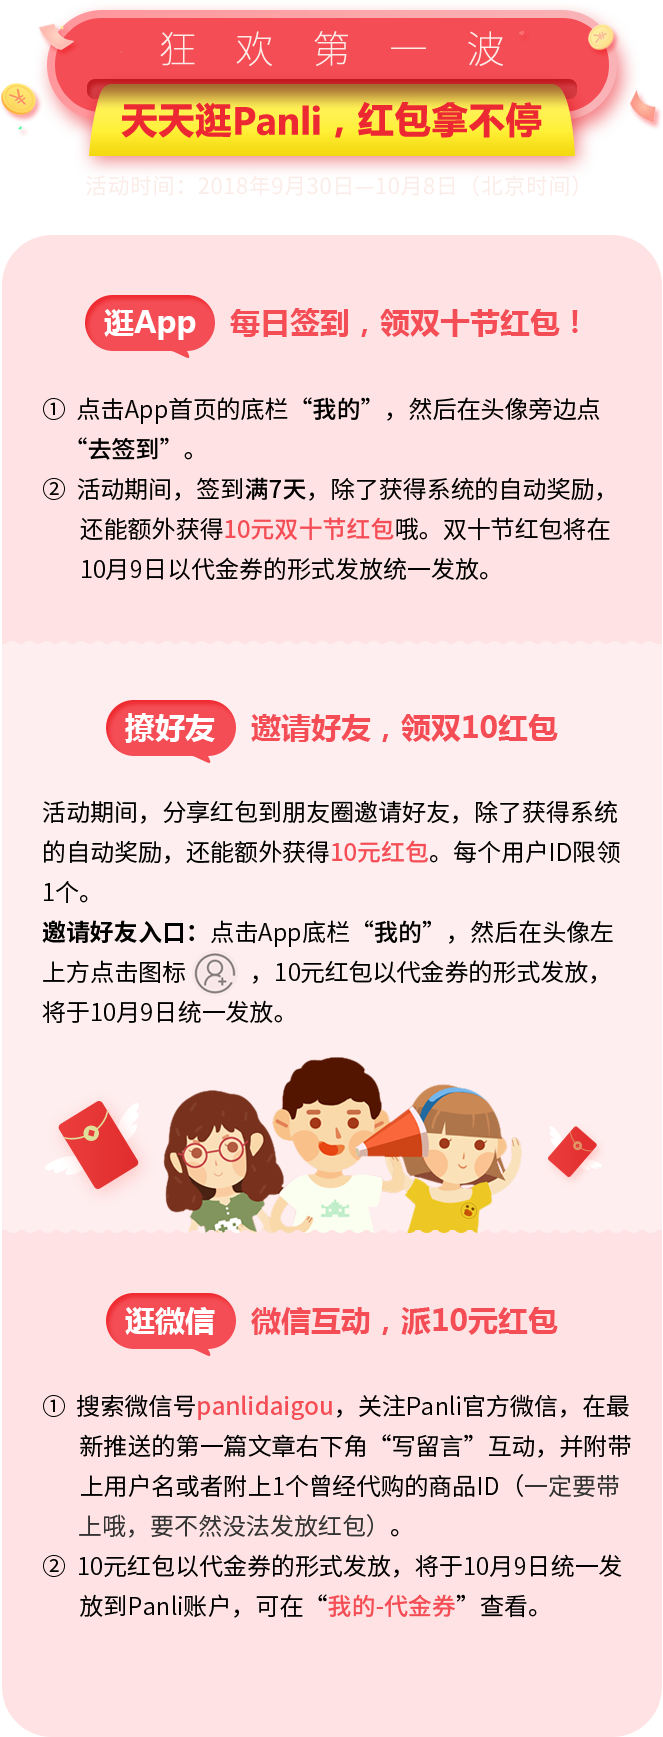 狂欢第一波
天天逛Panli，红包拿不停
活动时间：2018年9月30日—10月8日（北京时间）
逛App 每日签到，领双十节红包！
① 点击App首页的底栏“我的”，然后在头像旁边点
“去签到”。
② 活动期间，签到满7天，除了获得系统的自动奖励，
还能额外获得10元双十节红包哦。双十节红包将在
10月9日以代金券的形式发放统一发放。
撩好友 邀请好友，领双10红包
活动期间，分享红包到朋友圈邀请好友，除了获得系统
的自动奖励，还能额外获得10元红包。每个用户ID限领
1个。
邀请好友入口：点击App底栏“我的”，然后在头像左
上方点击图标 ，10元红包以代金券的形式发放，
将于10月9日统一发放。
逛微信 微信互动，派10元红包
① 搜索微信号panlidaigou，关注Panli官方微信，在最
新推送的第一篇文章右下角“写留言”互动，并附带
上用户名或者附上1个曾经代购的商品ID（一定要带
上哦，要不然没法发放红包）。
② 10元红包以代金券的形式发放，将于10月9日统一发
放到Panli账户，可在“我的-代金券”查看。